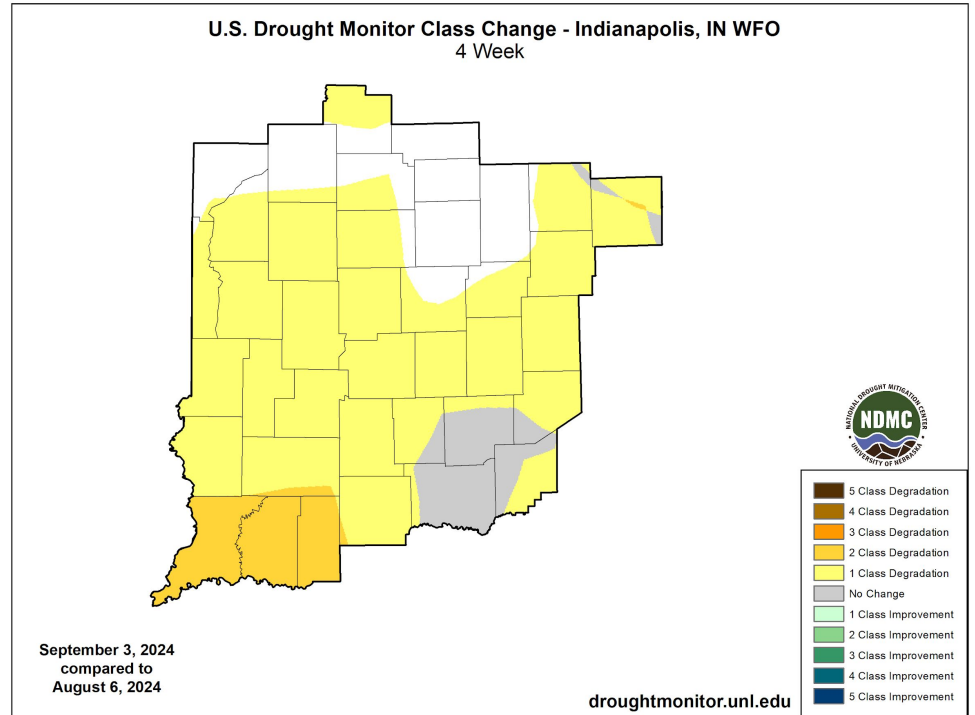 U.S. Drought Monitor Class Change - Indianapolis, IN WFO
4 Week
NATIONAL DROUGHT MITIGATION CENTER
NDMC
UNIVERSITY OF NEBRASKA
5 Class Degradation
4 Class Degradation
3 Class Degradation
2 Class Degradation
1 Class Degradation
No Change
1 Class Improvement
2 Class Improvement
3 Class Improvement
4 Class Improvement
5 Class Improvement
September 3, 2024
compared to
August 6, 2024
droughtmonitor.unl.edu